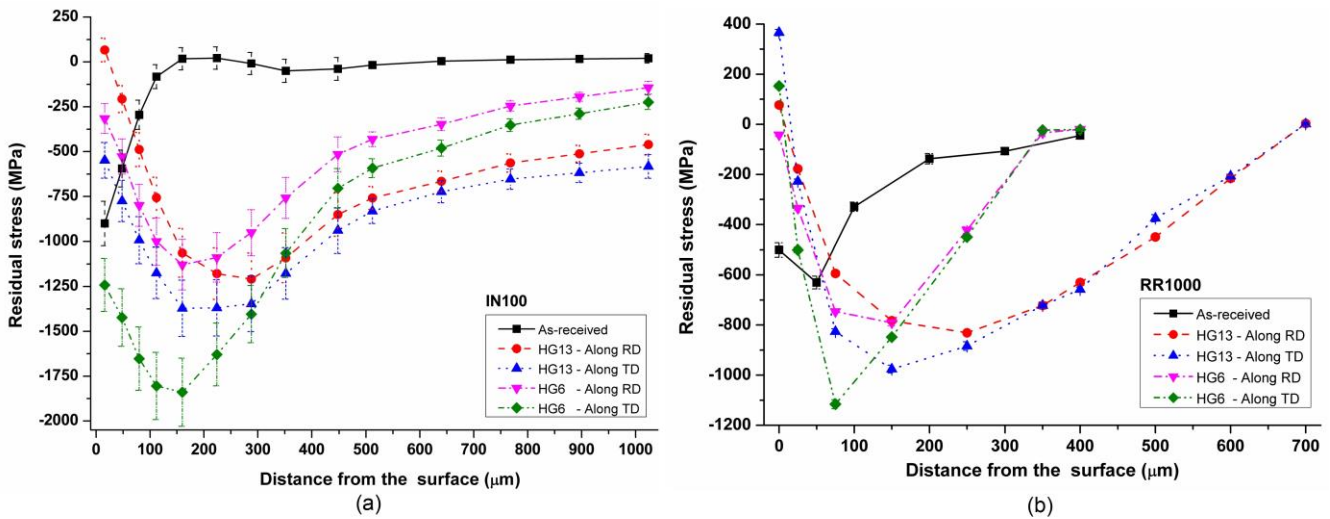 250
0
-250
-500
-750
-1000
-1250
-1500
-1750
-2000
Residual stress (MPa)
0 100 200 300 400 500 600 700 800 900 1000
Distance from the surface (μm)
IN100
As-received
HG13 - Along RD
HG13 - Along TD
HG6 - Along RD
HG6 - Along TD
(a)
400
200
0
-200
-400
-600
-800
-1000
-1200
Residual stress (MPa)
0 100 200 300 400 500 600 700
Distance from the surface (μm)
RR1000
As-received
HG13 - Along RD
HG13 - Along TD
HG6 - Along RD
HG6 - Along TD
(b)